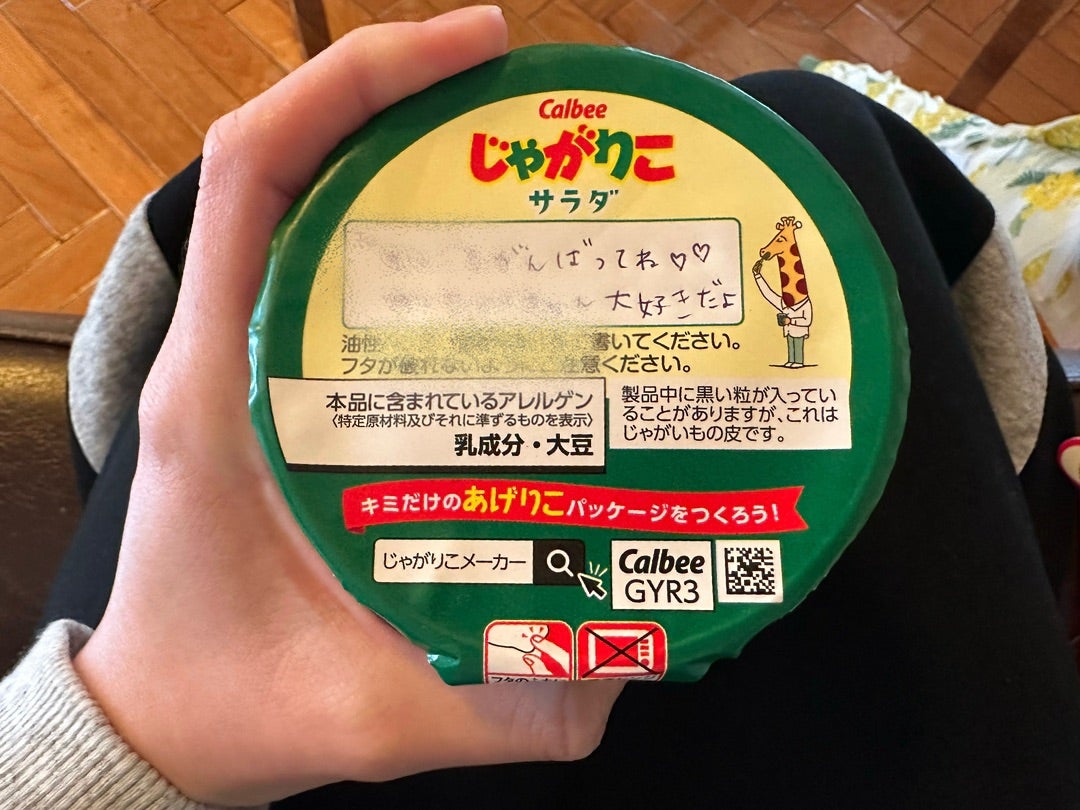 Calbee
じゃがりこ
サラダ
がんばってね♡♡
ん 大好きだよ
油性 書いてください。
フタが破れないように 注意ください。
本品に含まれているアレルゲン
〈特定原材料及びそれに準ずるものを表示〉
乳成分・大豆
製品中に黒い粒が入ってい
ることがありますが、これは
じゃがいもの皮です。
キミだけのあげりこパッケージをつくろう!
じゃがりこメーカー
Calbee
GYR3